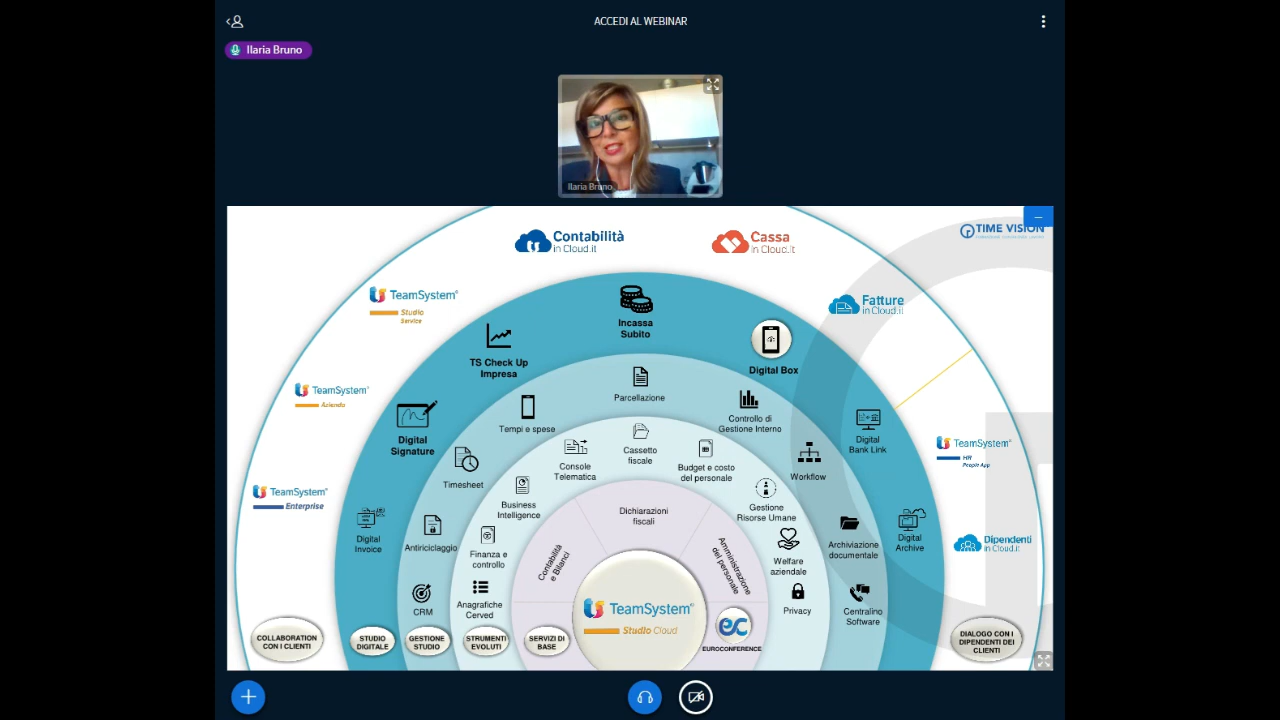 ACCEDI AL WEBINAR
Ilaria Bruno
Ilaria Bruno
TIME VISION
Contabilità
in Cloud.it
Cassa
in Cloud.it
TeamSystem®
Studio
Service
Fatture
in Cloud.it
Incassa
Subito
TS Check Up
Impresa
Digital Box
TeamSystem®
Azienda
Parcellazione
Digital
Signature
Tempi e spese
Controllo di
Gestione Interno
Digital
Bank Link
TeamSystem®
HR
People App
Timesheet
Console
Telematica
Cassetto
fiscale
Budget e costo
del personale
Workflow
TeamSystem®
Enterprise
Business
Intelligence
Dichiarazioni
fiscali
Gestione
Risorse Umane
Digital
Invoice
Antiriciclaggio
Finanza e
controllo
Contabilità
e Bilanci
Amministrazione
del personale
Welfare
aziendale
Archiviazione
documentale
Digital
Archive
Dipendenti
in Cloud.it
CRM
Anagrafiche
Cerved
TeamSystem®
Studio Cloud
ec
EUROCONFERENCE
Privacy
Centralino
Software
COLLABORATION
CON I CLIENTI
STUDIO
DIGITALE
GESTIONE
STUDIO
STRUMENTI
EVOLUTI
SERVIZI DI
BASE
DIALOGO CON I
DIPENDENTI DEI
CLIENTI